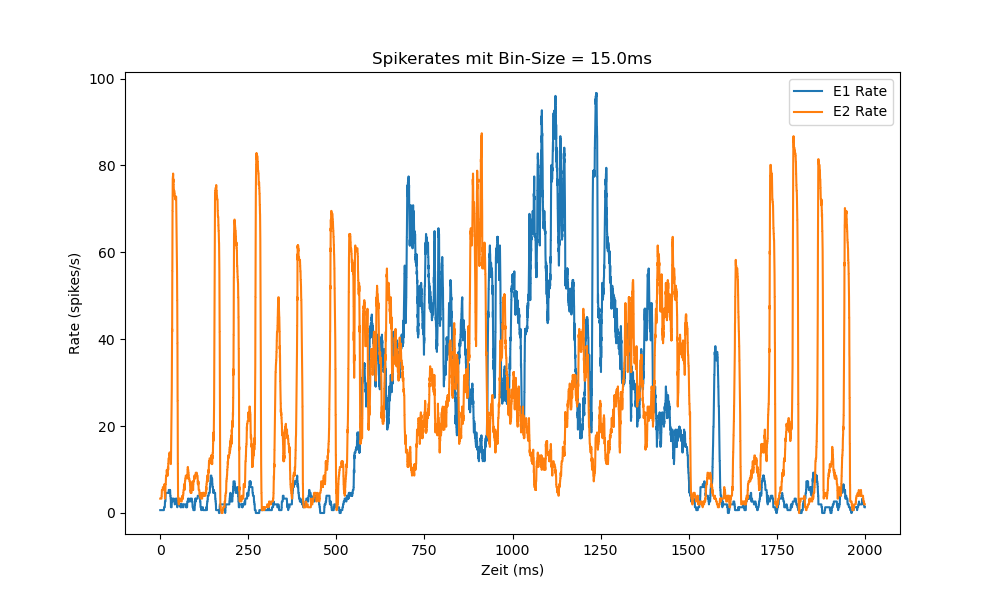 Spikerates mit Bin-Size = 15.0ms
E1 Rate
E2 Rate
100
80
60
40
20
0
Rate (spikes/s)
0 250 500 750 1000 1250 1500 1750 2000
Zeit (ms)